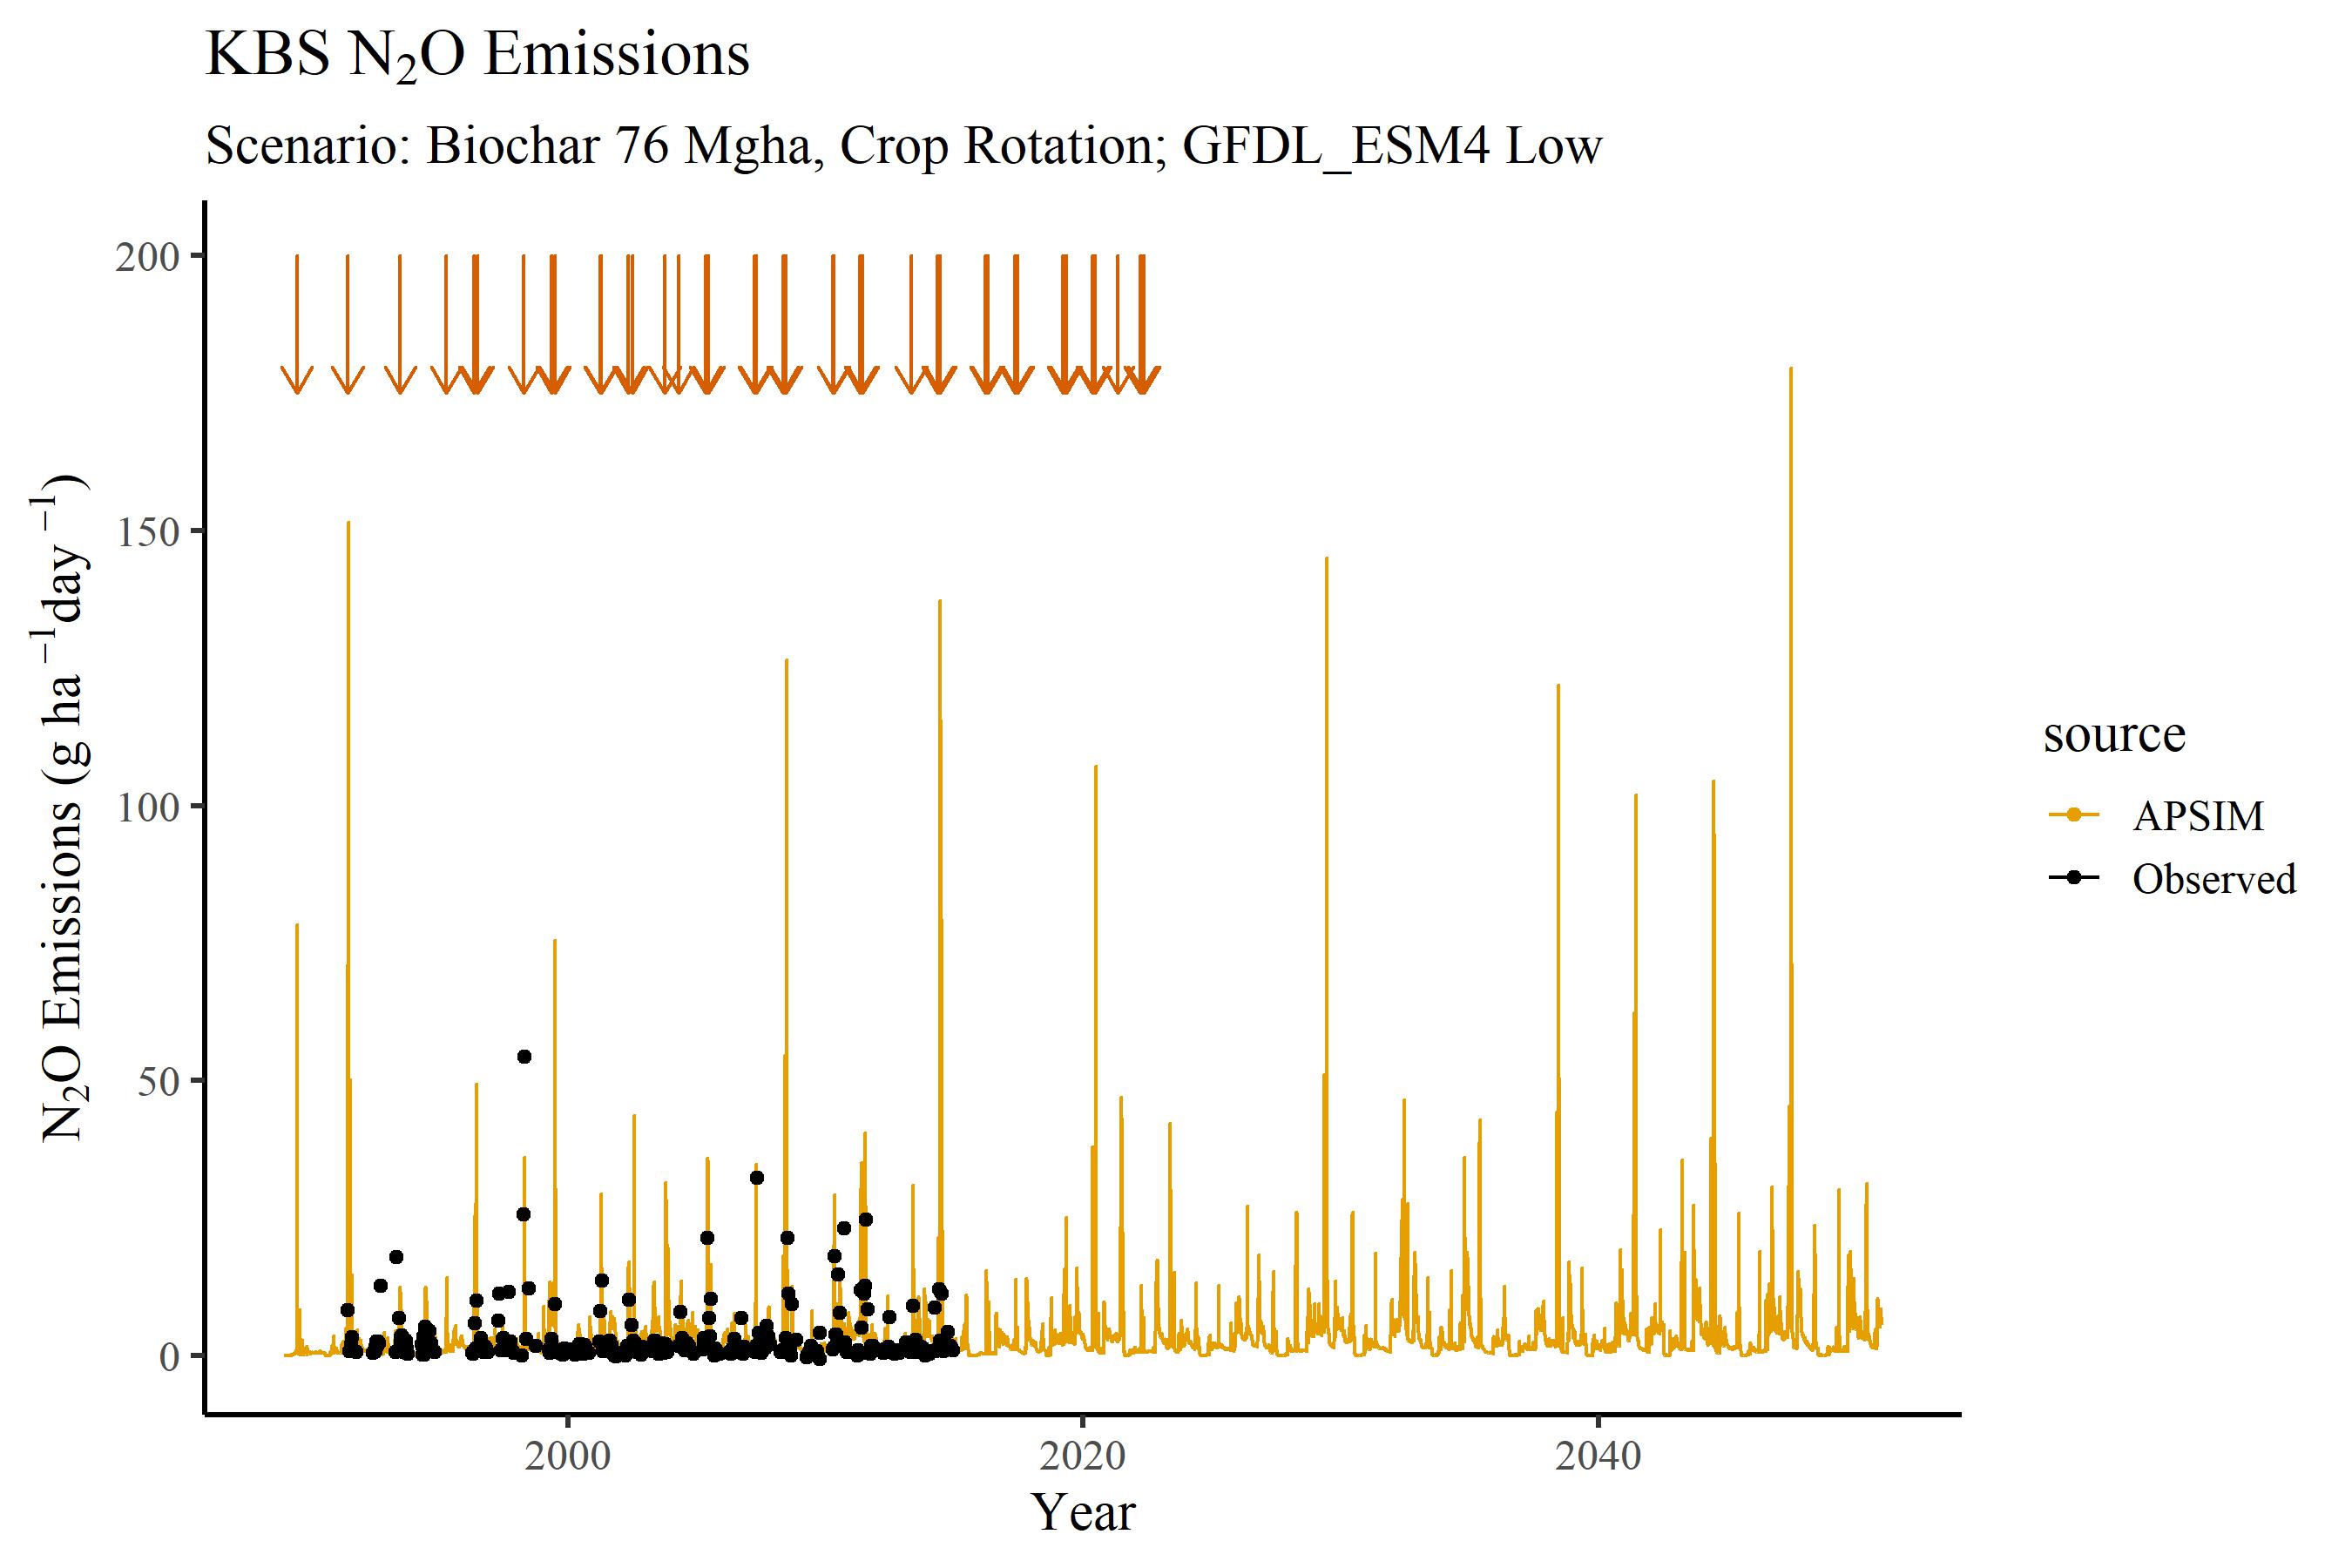 KBS N₂O Emissions
Scenario: Biochar 76 Mgha, Crop Rotation; GFDL_ESM4 Low
N₂O Emissions (g ha ⁻¹day ⁻¹)
200
150
100
50
0
2000
2020
2040
Year
source
APSIM
Observed